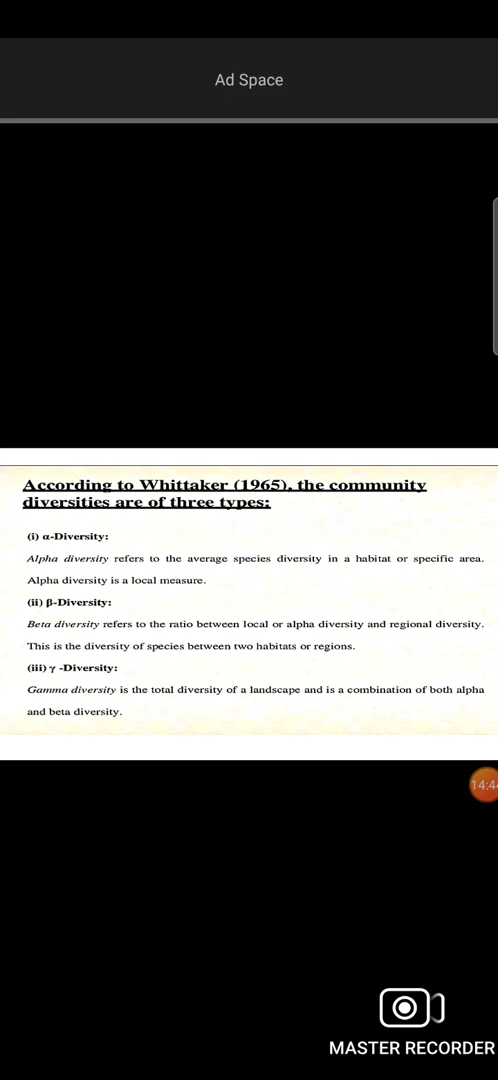 Ad Space
According to Whittaker (1965), the community
diversities are of three types:
(i) α-Diversity:
Alpha diversity refers to the average species diversity in a habitat or specific area.
Alpha diversity is a local measure.
(ii) β-Diversity:
Beta diversity refers to the ratio between local or alpha diversity and regional diversity.
This is the diversity of species between two habitats or regions.
(iii) γ -Diversity:
Gamma diversity is the total diversity of a landscape and is a combination of both alpha
and beta diversity.
MASTER RECORDER